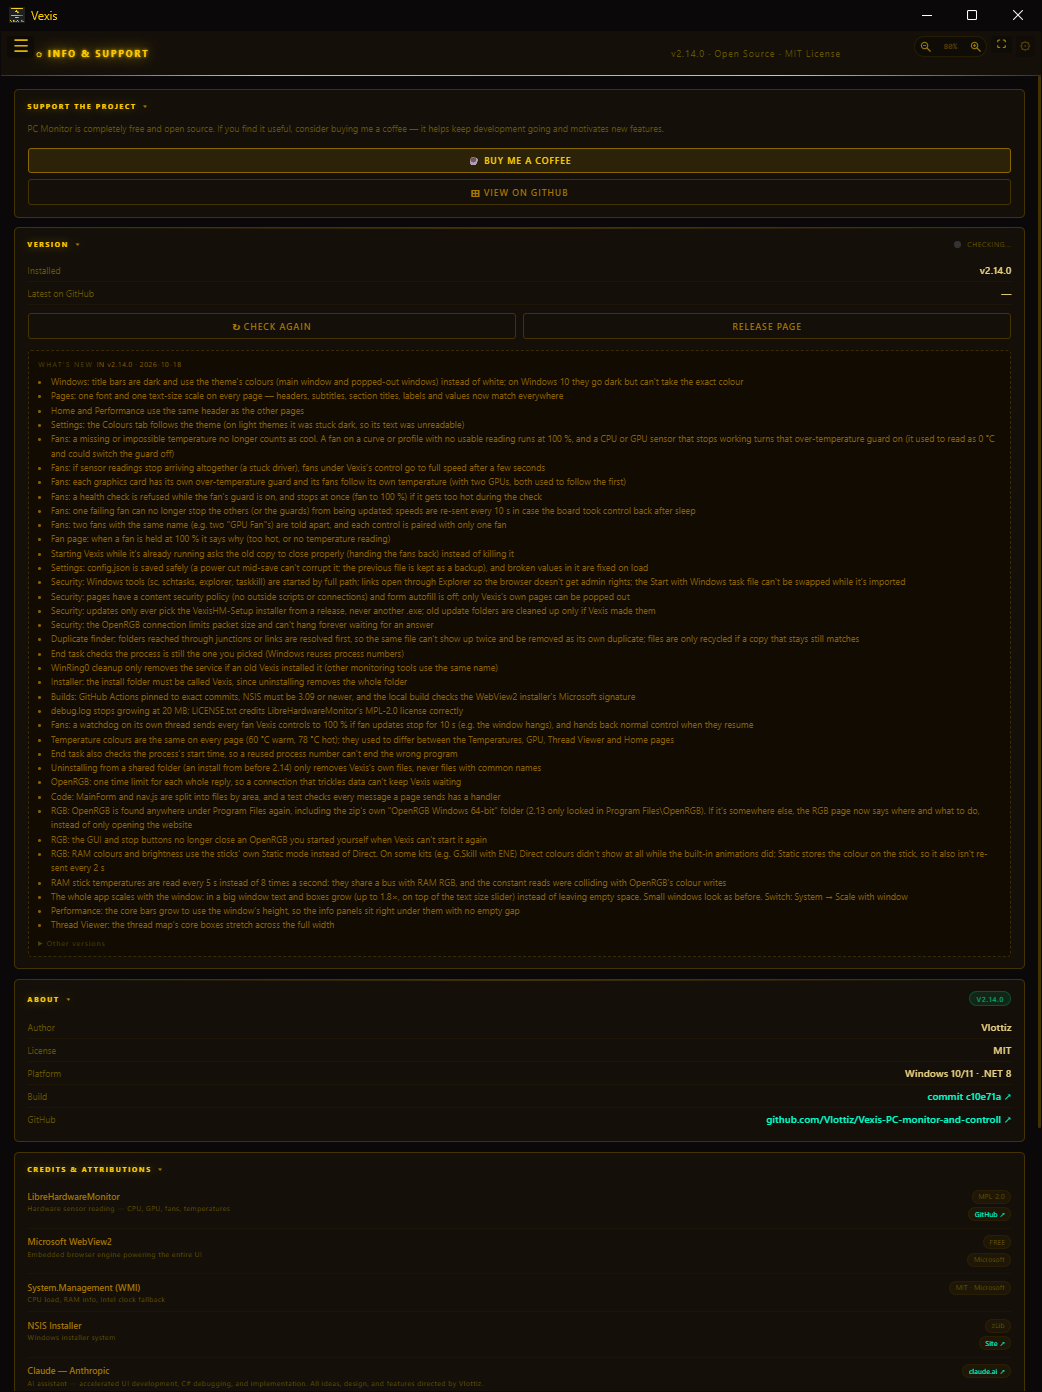 Vexis
INFO & SUPPORT
v2.14.0 · Open Source · MIT License
80%
SUPPORT THE PROJECT
PC Monitor is completely free and open source. If you find it useful, consider buying me a coffee — it helps keep development going and motivates new features.
BUY ME A COFFEE
VIEW ON GITHUB
VERSION
CHECKING...
Installed
v2.14.0
Latest on GitHub
—
↻ CHECK AGAIN
RELEASE PAGE
WHAT'S NEW IN v2.14.0 · 2026-10-18
• Windows: title bars are dark and use the theme's colours (main window and popped-out windows) instead of white; on Windows 10 they go dark but can't take the exact colour
• Pages: one font and one text-size scale on every page — headers, subtitles, section titles, labels and values now match everywhere
• Home and Performance use the same header as the other pages
• Settings: the Colours tab follows the theme (on light themes it was stuck dark, so its text was unreadable)
• Fans: a missing or impossible temperature no longer counts as cool. A fan on a curve or profile with no usable reading runs at 100 %, and a CPU or GPU sensor that stops working turns that over-temperature guard on (it used to read as 0 °C
and could switch the guard off)
• Fans: if sensor readings stop arriving altogether (a stuck driver), fans under Vexis's control go to full speed after a few seconds
• Fans: each graphics card has its own over-temperature guard and its fans follow its own temperature (with two GPUs, both used to follow the first)
• Fans: a health check is refused while the fan's guard is on, and stops at once (fan to 100 %) if it gets too hot during the check
• Fans: one failing fan can no longer stop the others (or the guards) from being updated; speeds are re-sent every 10 s in case the board took control back after sleep
• Fans: two fans with the same name (e.g. two "GPU Fan"s) are told apart, and each control is paired with only one fan
• Fan page: when a fan is held at 100 % it says why (too hot, or no temperature reading)
• Starting Vexis while it's already running asks the old copy to close properly (handing the fans back) instead of killing it
• Settings: config.json is saved safely (a power cut mid-save can't corrupt it; the previous file is kept as a backup), and broken values in it are fixed on load
• Security: Windows tools (sc, schtasks, explorer, taskkill) are started by full path; links open through Explorer so the browser doesn't get admin rights; the Start with Windows task file can't be swapped while it's imported
• Security: pages have a content security policy (no outside scripts or connections) and form autofill is off; only Vexis's own pages can be popped out
• Security: updates only ever pick the VexisHM-Setup installer from a release, never another .exe; old update folders are cleaned up only if Vexis made them
• Security: the OpenRGB connection limits packet size and can't hang forever waiting for an answer
• Duplicate finder: folders reached through junctions or links are resolved first, so the same file can't show up twice and be removed as its own duplicate; files are only recycled if a copy that stays still matches
• End task checks the process is still the one you picked (Windows reuses process numbers)
• WinRing0 cleanup only removes the service if an old Vexis installed it (other monitoring tools use the same name)
• Installer: the install folder must be called Vexis, since uninstalling removes the whole folder
• Builds: GitHub Actions pinned to exact commits, NSIS must be 3.09 or newer, and the local build checks the WebView2 installer's Microsoft signature
• debug.log stops growing at 20 MB; LICENSE.txt credits LibreHardwareMonitor's MPL-2.0 license correctly
• Fans: a watchdog on its own thread sends every fan Vexis controls to 100 % if fan updates stop for 10 s (e.g. the window hangs), and hands back normal control when they resume
• Temperature colours are the same on every page (60 °C warm, 78 °C hot); they used to differ between the Temperatures, GPU, Thread Viewer and Home pages
• End task also checks the process's start time, so a reused process number can't end the wrong program
• Uninstalling from a shared folder (an install from before 2.14) only removes Vexis's own files, never files with common names
• OpenRGB: one time limit for each whole reply, so a connection that trickles data can't keep Vexis waiting
• Code: MainForm and nav.js are split into files by area, and a test checks every message a page sends has a handler
• RGB: OpenRGB is found anywhere under Program Files again, including the zip's own "OpenRGB Windows 64-bit" folder (2.13 only looked in Program Files\OpenRGB). If it's somewhere else, the RGB page now says where and what to do,
instead of only opening the website
• RGB: the GUI and stop buttons no longer close an OpenRGB you started yourself when Vexis can't start it again
• RGB: RAM colours and brightness use the sticks' own Static mode instead of Direct. On some kits (e.g. G.Skill with ENE) Direct colours didn't show at all while the built-in animations did; Static stores the colour on the stick, so it also isn't re-
sent every 2 s
• RAM stick temperatures are read every 5 s instead of 8 times a second: they share a bus with RAM RGB, and the constant reads were colliding with OpenRGB's colour writes
• The whole app scales with the window: in a big window text and boxes grow (up to 1.8×, on top of the text size slider) instead of leaving empty space. Small windows look as before. Switch: System → Scale with window
• Performance: the core bars grow to use the window's height, so the info panels sit right under them with no empty gap
• Thread Viewer: the thread map's core boxes stretch across the full width
▸ Other versions
ABOUT
V2.14.0
Author
Vlottiz
License
MIT
Platform
Windows 10/11 · .NET 8
Build
commit c10e71a ↗
GitHub
github.com/Vlottiz/Vexis-PC-monitor-and-controll ↗
CREDITS & ATTRIBUTIONS
LibreHardwareMonitor
MPL-2.0
Hardware sensor reading — CPU, GPU, fans, temperatures
GitHub ↗
Microsoft WebView2
FREE
Embedded browser engine powering the entire UI
Microsoft
System.Management (WMI)
MIT · Microsoft
CPU load, RAM info, Intel clock fallback
NSIS Installer
zlib
Windows installer system
Site ↗
Claude — Anthropic
claude.ai ↗
AI assistant — accelerated UI development, C# debugging, and implementation. All ideas, design, and features directed by Vlottiz.